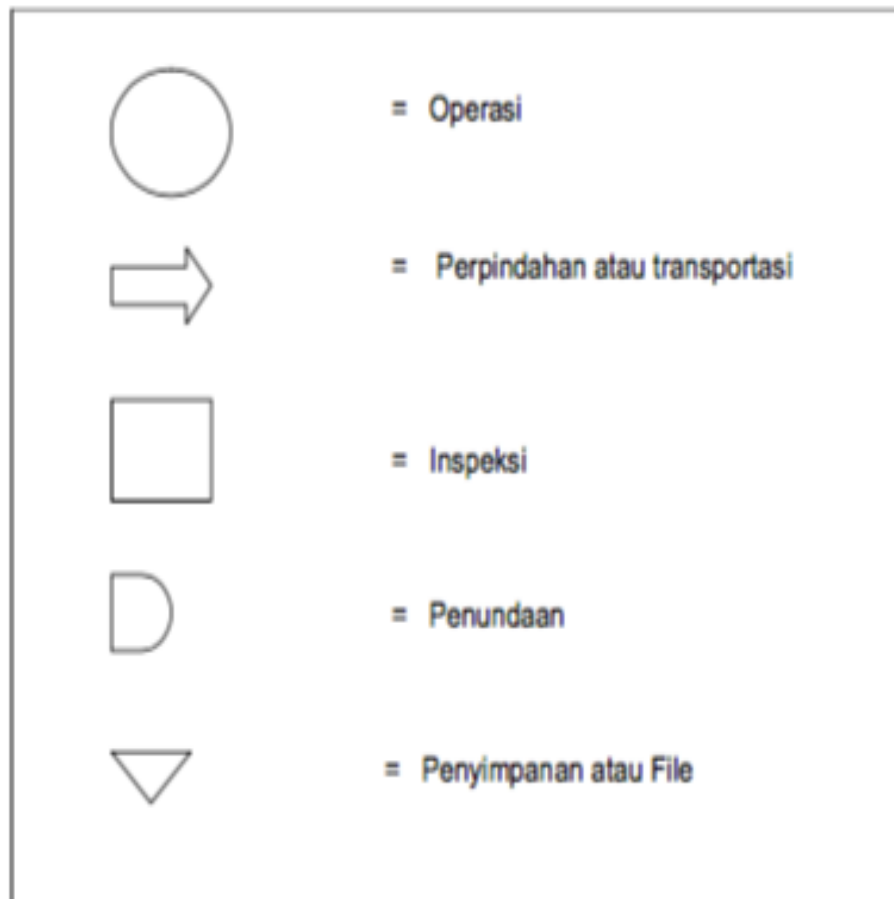 = Operasi
= Perpindahan atau transportasi
= Inspeksi
= Penundaan
= Penyimpanan atau File